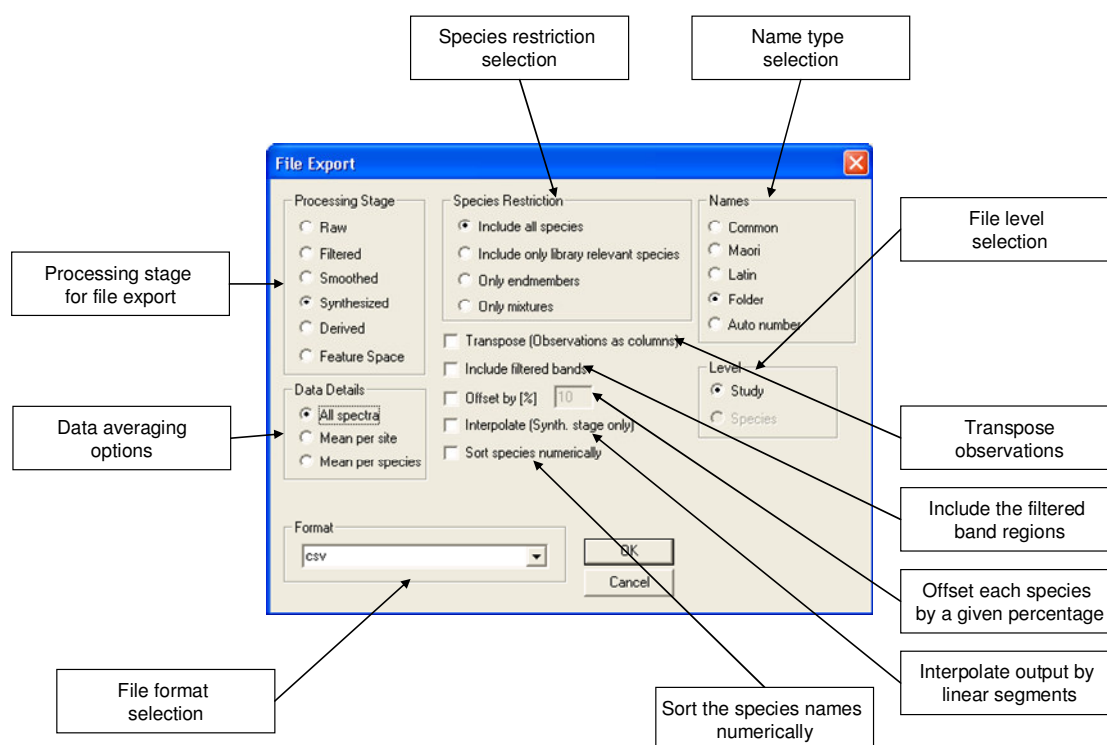 Species restriction
selection
Name type
selection
File Export
Processing Stage
Raw
Filtered
Smoothed
Synthesized
Derived
Feature Space
Species Restriction
Include all species
Include only library relevant species
Only endmembers
Only mixtures
Names
Common
Maori
Latin
Folder
Auto number
File level
selection
Processing stage
for file export
Transpose (Observations as columns)
Include filtered bands
Offset by [%] 10
Interpolate (Synth. stage only)
Sort species numerically
Level
Study
Species
Data Details
All spectra
Mean per site
Mean per species
Data averaging
options
Transpose
observations
Include the filtered
band regions
Format
csv
OK
Cancel
Offset each species
by a given percentage
Interpolate output by
linear segments
File format
selection
Sort the species names
numerically